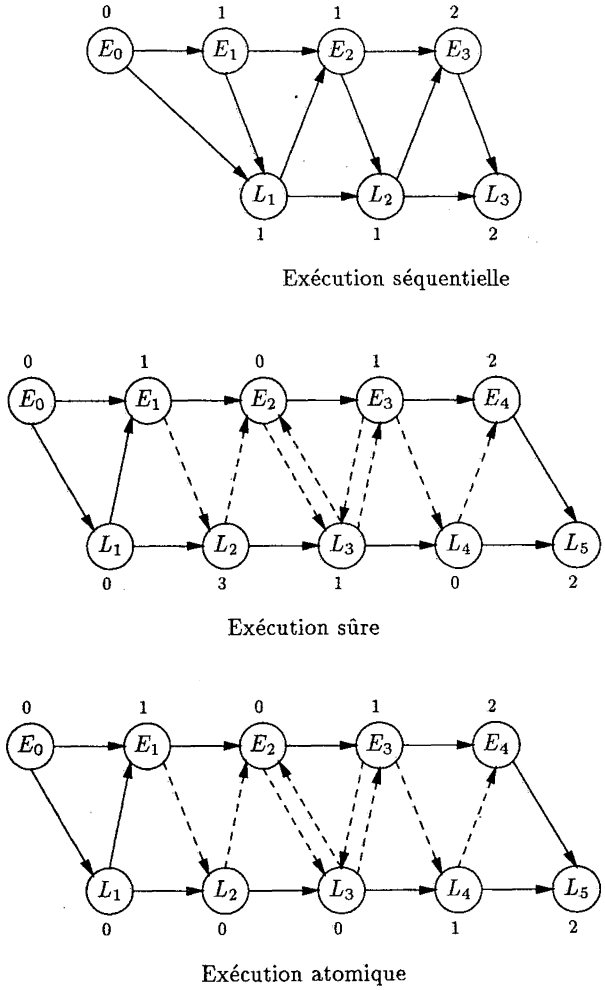 0 1 1 2
E0 E1 E2 E3
L1 L2 L3
1 1 2
Exécution séquentielle
0 1 0 1 2
E0 E1 E2 E3 E4
L1 L2 L3 L4 L5
0 3 1 0 2
Exécution sûre
0 1 0 1 2
E0 E1 E2 E3 E4
L1 L2 L3 L4 L5
0 0 0 1 2
Exécution atomique